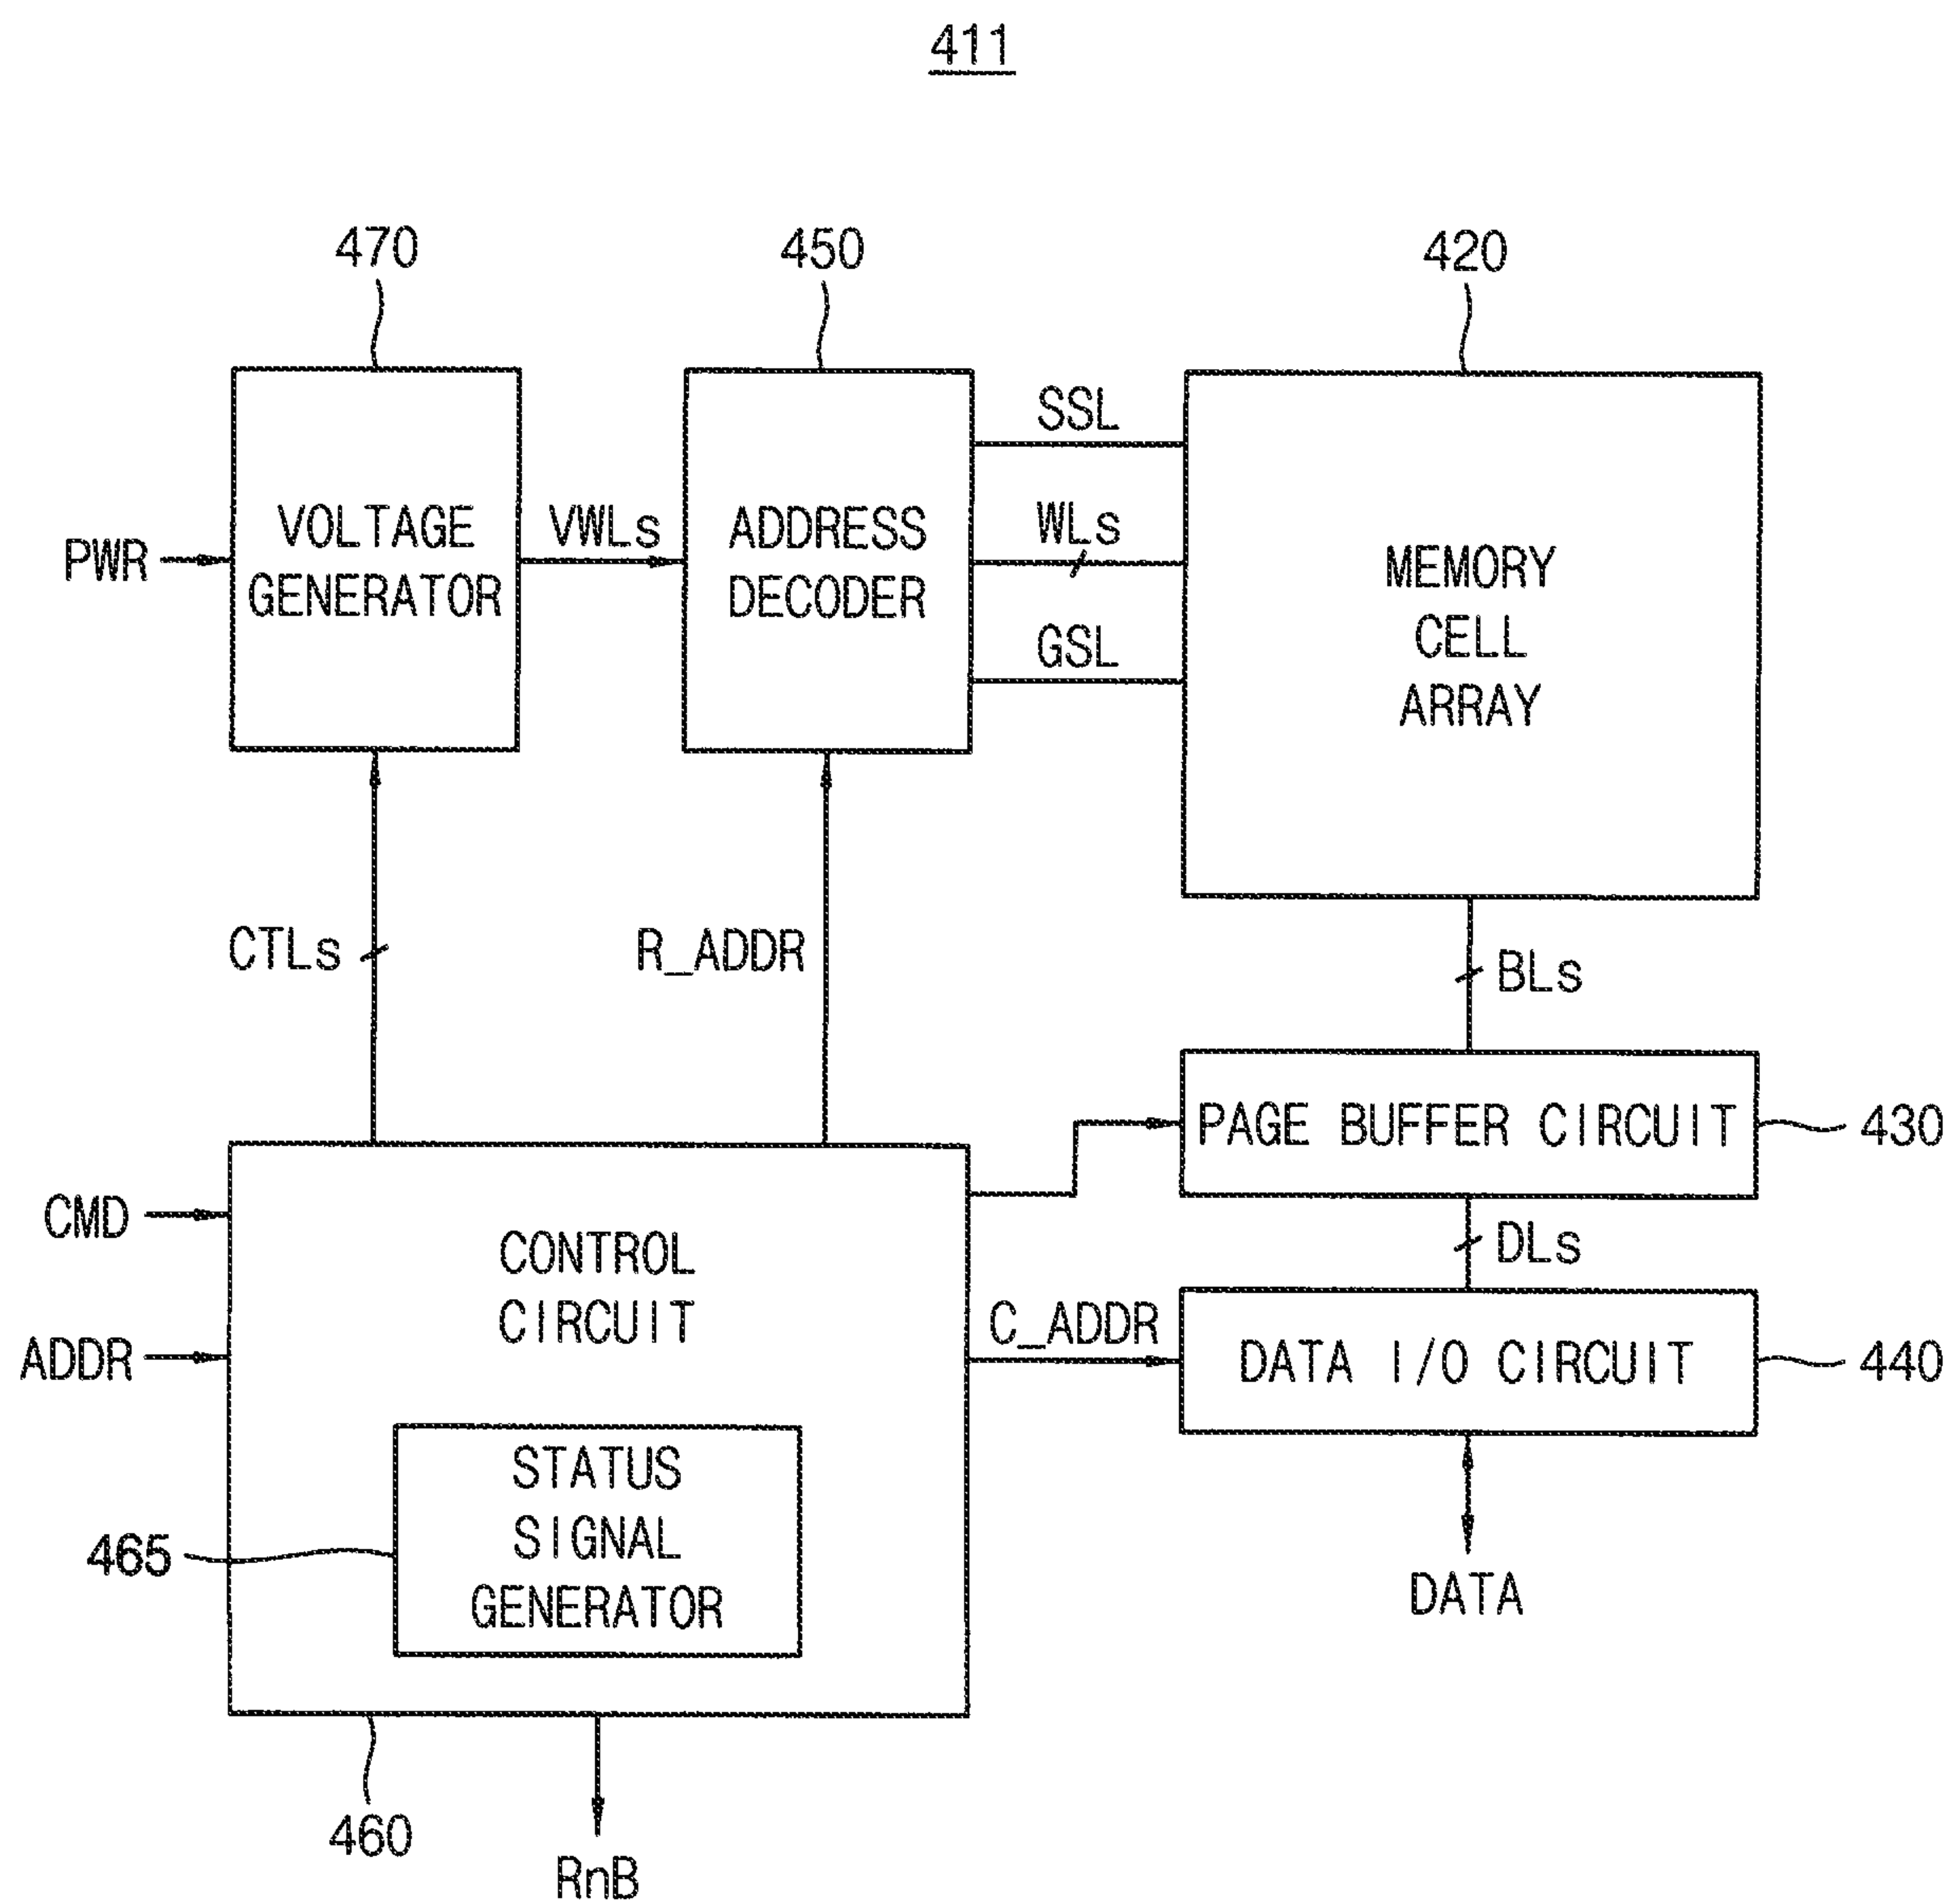 411
470
450
420
VOLTAGE
GENERATOR
ADDRESS
DECODER
MEMORY
CELL
ARRAY
PWR
VWLs
SSL
WLs
GSL
CTLs
R_ADDR
BLs
PAGE BUFFER CIRCUIT
430
DLs
CMD
ADDR
CONTROL
CIRCUIT
C_ADDR
DATA I/O CIRCUIT
440
STATUS
SIGNAL
GENERATOR
465
DATA
460
RnB